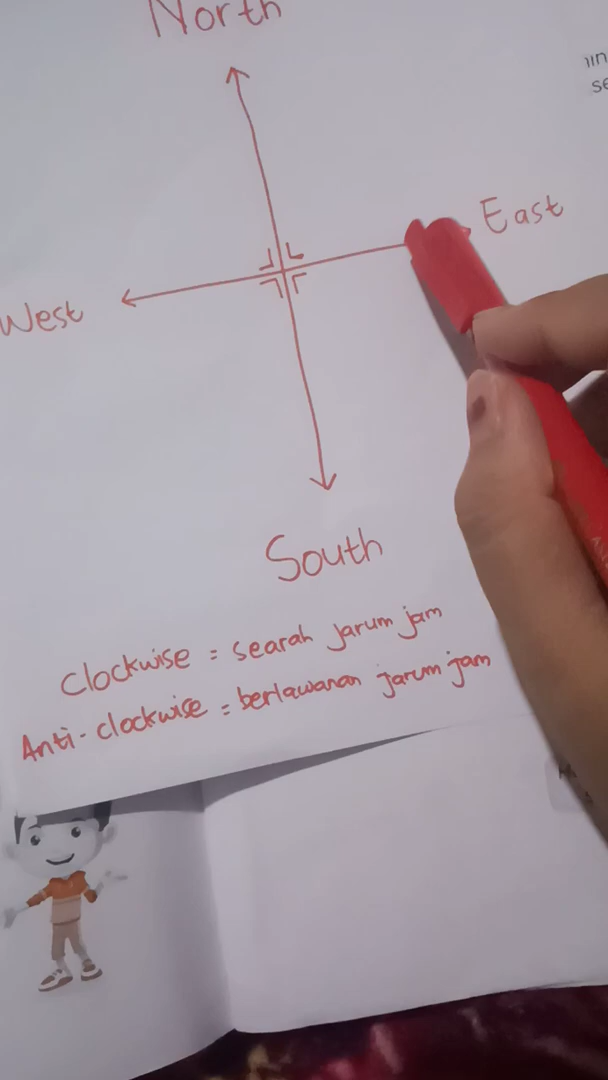 North
East
West
South
Clockwise = searah jarum jam
Anti-clockwise = berlawanan jarum jam